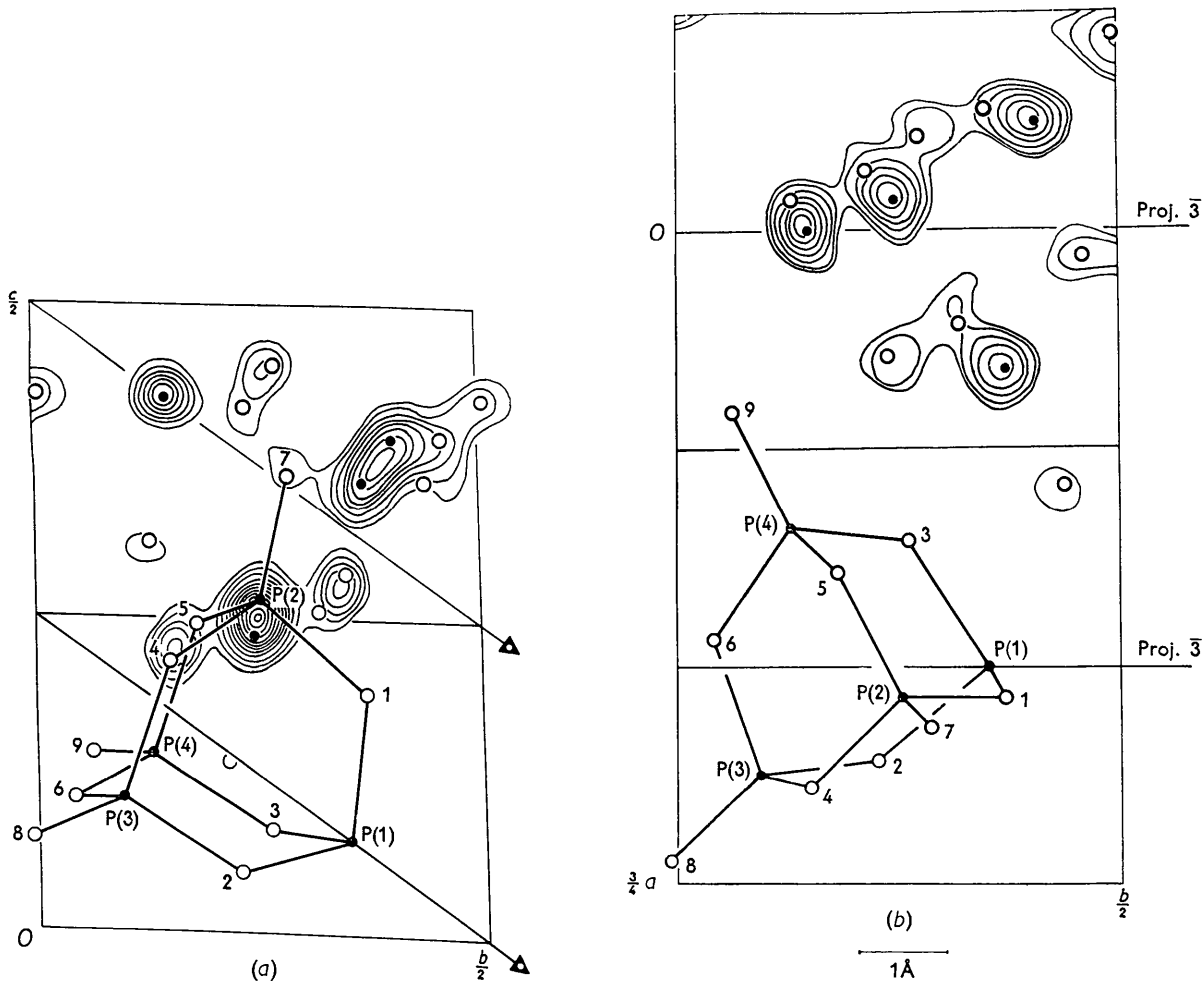 c/2
7
5
P(2)
4
1
9
P(4)
6
P(3)
3
8
P(1)
2
O
b/2
(a)
O
Proj. 3̄
9
P(4)
3
5
6
P(1)
Proj. 3̄
P(2)
1
7
P(3)
2
4
8
3/4 a
b/2
(b)
1Å